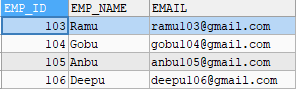 EMP_ID EMP_NAME EMAIL
103 Ramu ramu103@gmail.com
104 Gobu gobu104@gmail.com
105 Anbu anbu105@gmail.com
106 Deepu deepu106@gmail.com